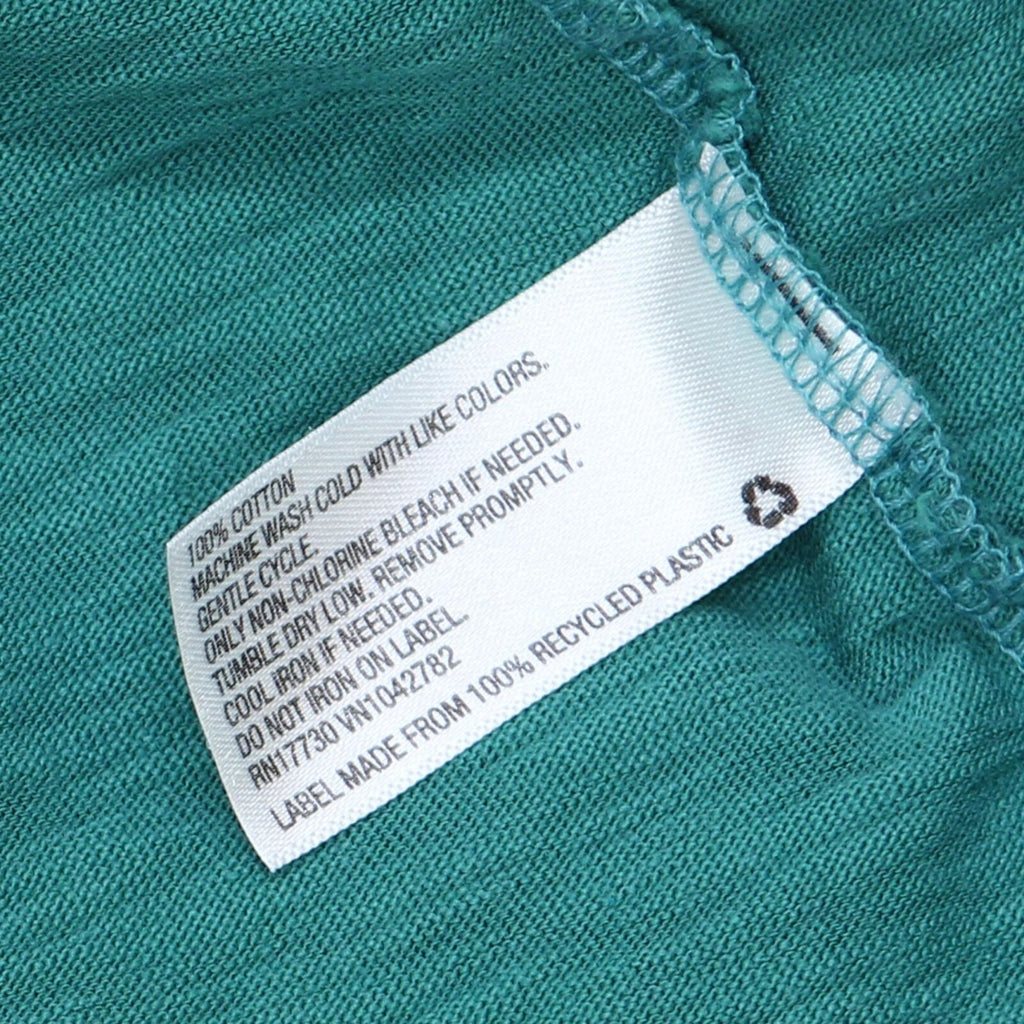 100% COTTON
MACHINE WASH COLD WITH LIKE COLORS.
GENTLE CYCLE.
ONLY NON-CHLORINE BLEACH IF NEEDED.
TUMBLE DRY LOW. REMOVE PROMPTLY.
COOL IRON IF NEEDED.
DO NOT IRON ON LABEL.
RN17730 VN1042782
LABEL MADE FROM 100% RECYCLED PLASTIC